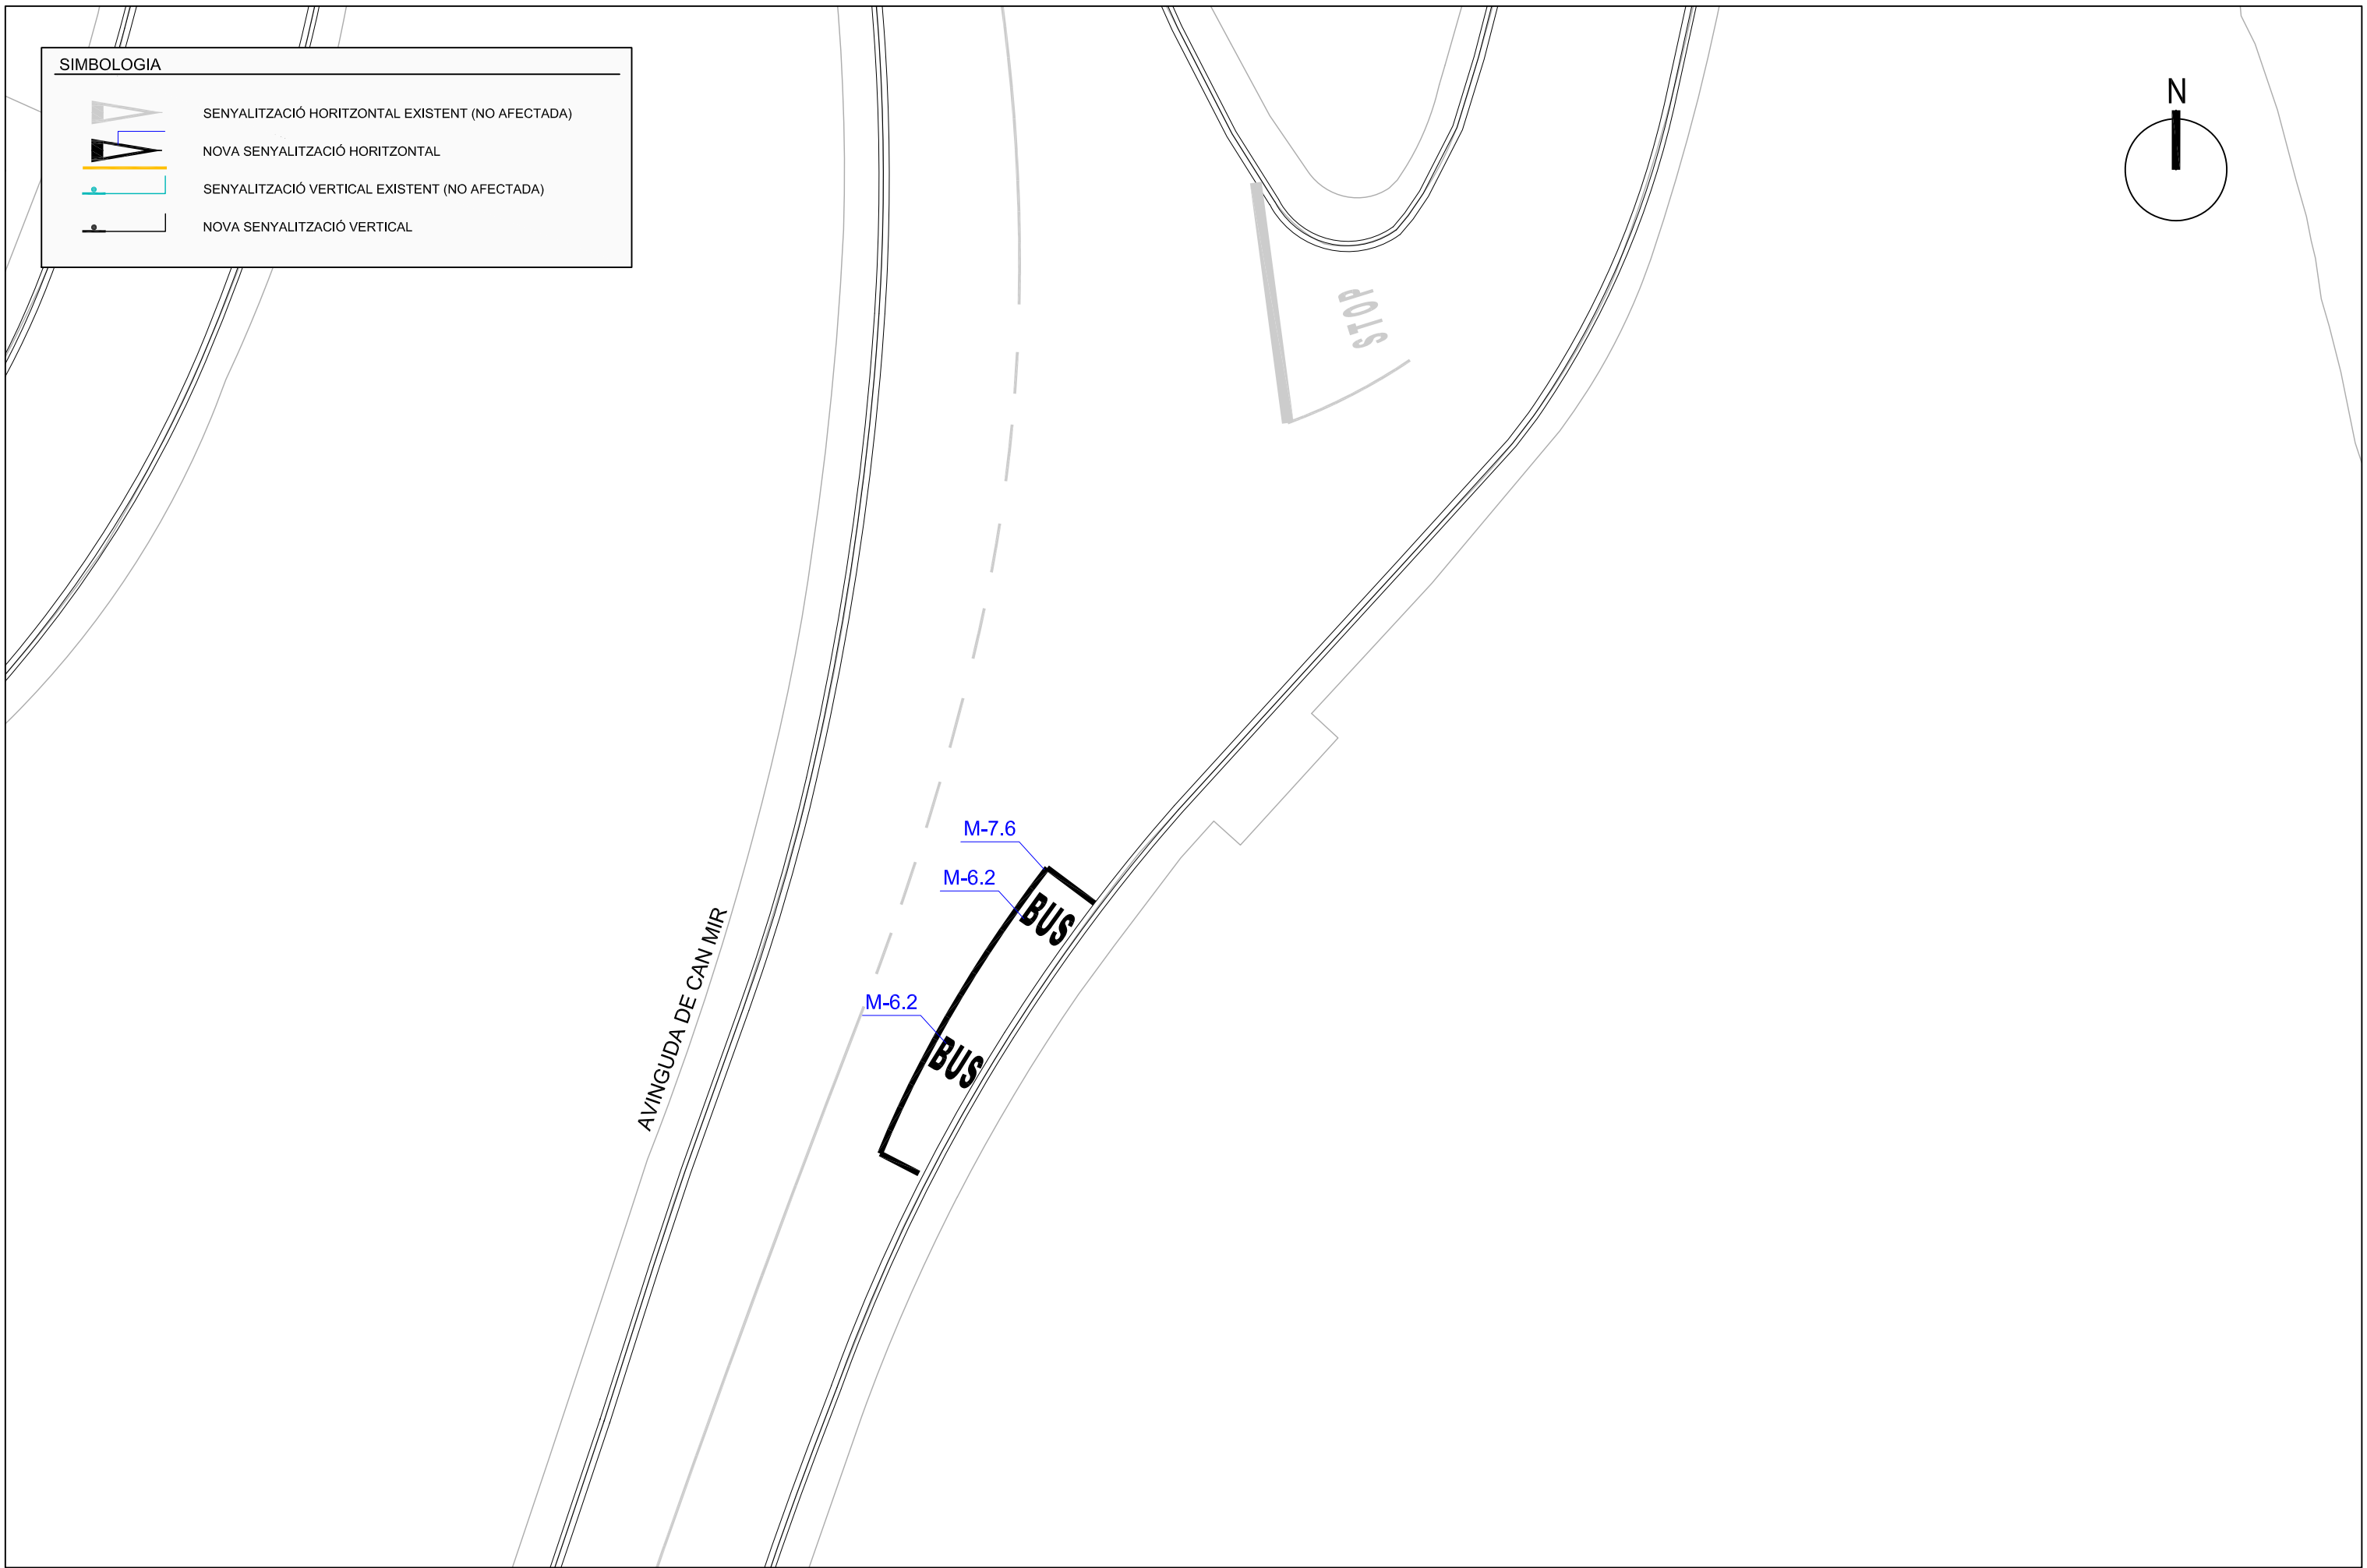 SIMBOLOGIA
SENYALITZACIÓ HORITZONTAL EXISTENT (NO AFECTADA)
NOVA SENYALITZACIÓ HORITZONTAL
SENYALITZACIÓ VERTICAL EXISTENT (NO AFECTADA)
NOVA SENYALITZACIÓ VERTICAL
N
STOP
M-7.6
M-6.2
BUS
AVINGUDA DE CAN MIR
M-6.2
BUS